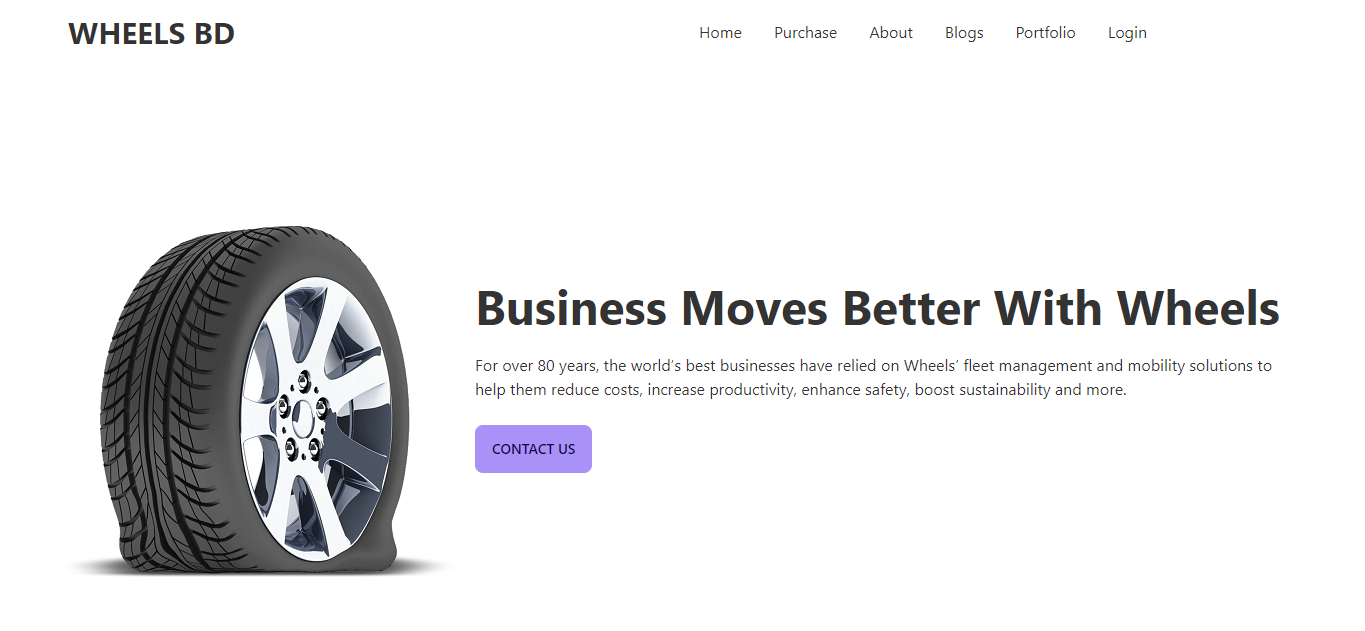 WHEELS BD
Home
Purchase
About
Blogs
Portfolio
Login
Business Moves Better With Wheels
For over 80 years, the world’s best businesses have relied on Wheels’ fleet management and mobility solutions to
help them reduce costs, increase productivity, enhance safety, boost sustainability and more.
CONTACT US